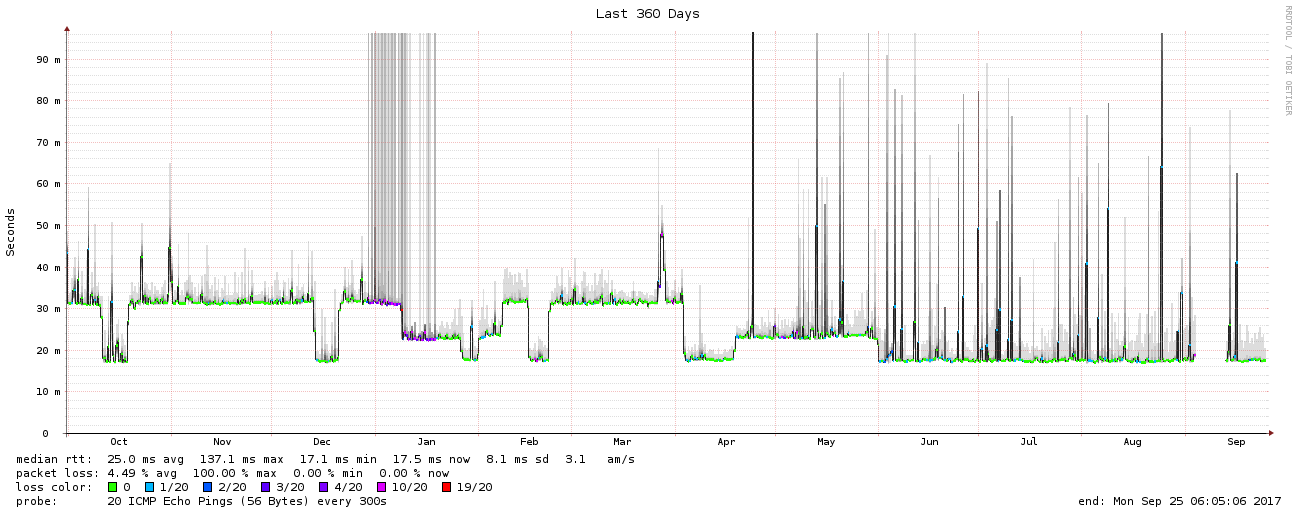 Last 360 Days
RRDTOOL / TOBI OETIKER
Seconds
90 m
80 m
70 m
60 m
50 m
40 m
30 m
20 m
10 m
0
Oct Nov Dec Jan Feb Mar Apr May Jun Jul Aug Sep
median rtt: 25.0 ms avg 137.1 ms max 17.1 ms min 17.5 ms now 8.1 ms sd 3.1 am/s
packet loss: 4.49 % avg 100.00 % max 0.00 % min 0.00 % now
loss color: 0 1/20 2/20 3/20 4/20 10/20 19/20
probe: 20 ICMP Echo Pings (56 Bytes) every 300s end: Mon Sep 25 06:05:06 2017